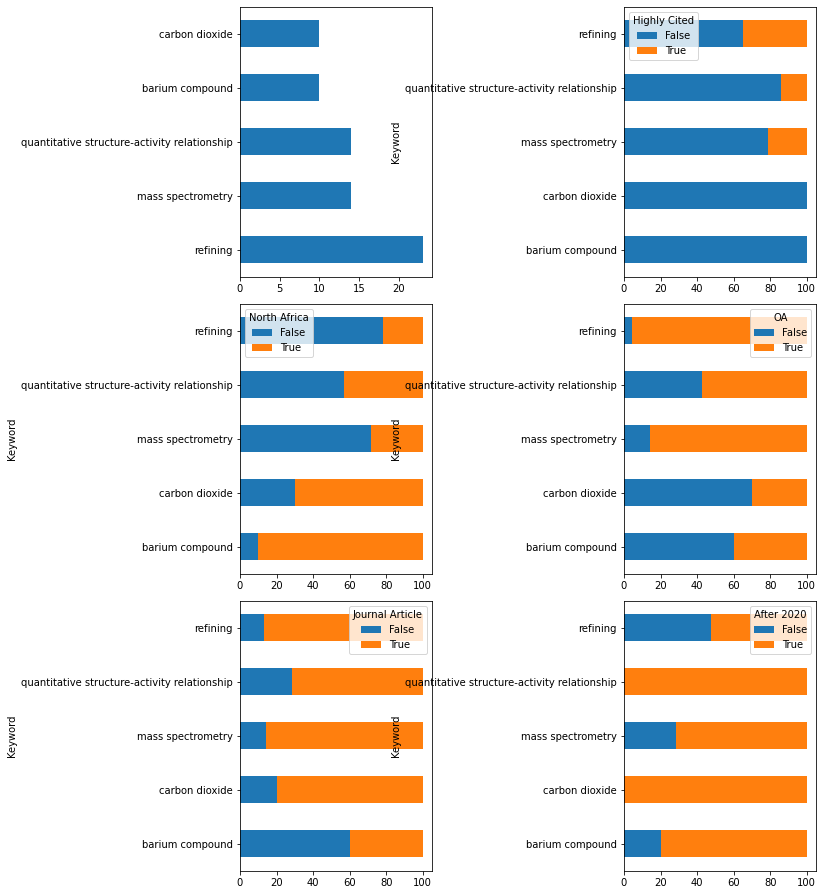 carbon dioxide
barium compound
quantitative structure-activity relationship
mass spectrometry
refining
0 5 10 15 20
Keyword
refining
quantitative structure-activity relationship
mass spectrometry
carbon dioxide
barium compound
0 20 40 60 80 100
Highly Cited
False
True
Keyword
refining
quantitative structure-activity relationship
mass spectrometry
carbon dioxide
barium compound
0 20 40 60 80 100
North Africa
False
True
Keyword
refining
quantitative structure-activity relationship
mass spectrometry
carbon dioxide
barium compound
0 20 40 60 80 100
OA
False
True
Keyword
refining
quantitative structure-activity relationship
mass spectrometry
carbon dioxide
barium compound
0 20 40 60 80 100
Journal Article
False
True
Keyword
refining
quantitative structure-activity relationship
mass spectrometry
carbon dioxide
barium compound
0 20 40 60 80 100
After 2020
False
True